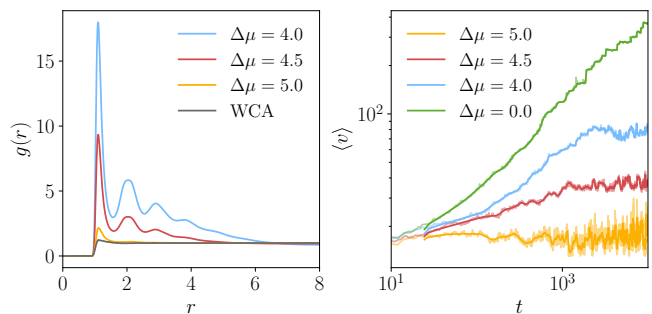 g(r)
15
10
5
0
0
2
4
6
8
r
Δμ = 4.0
Δμ = 4.5
Δμ = 5.0
WCA
⟨v⟩
10²
10¹
10³
t
Δμ = 5.0
Δμ = 4.5
Δμ = 4.0
Δμ = 0.0